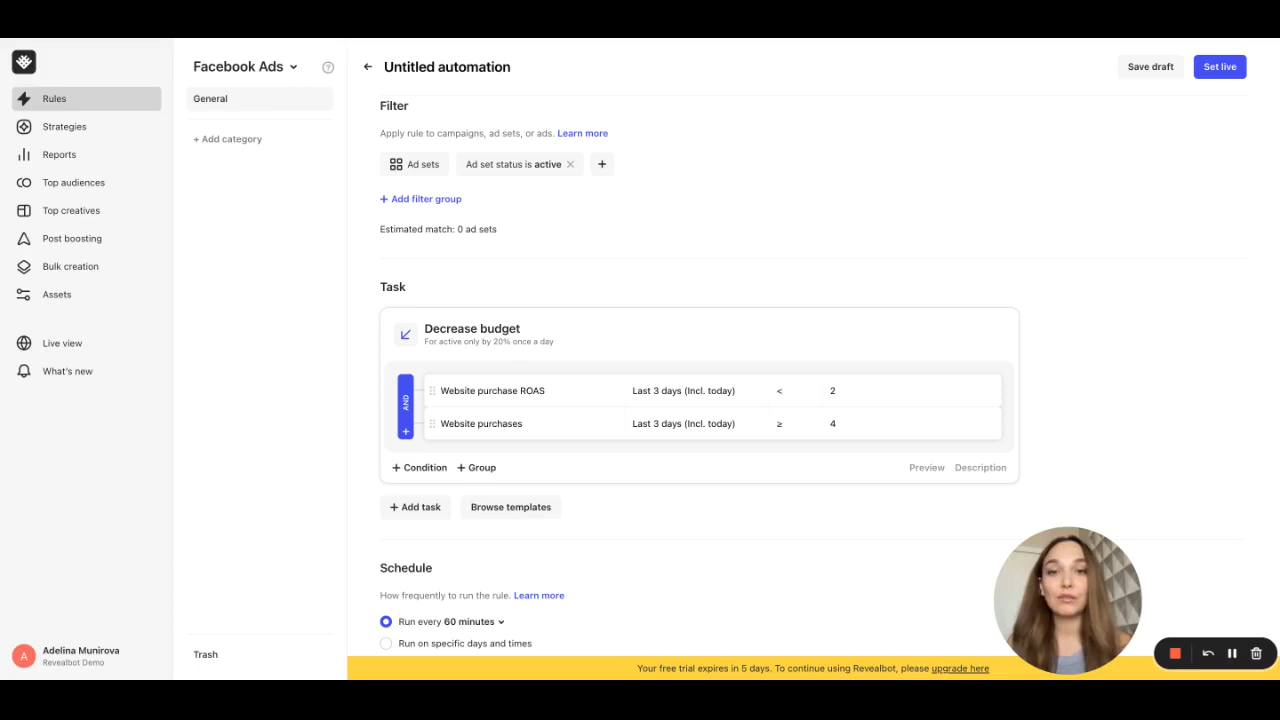 Rules
Strategies
Reports
Top audiences
Top creatives
Post boosting
Bulk creation
Assets
Live view
What's new
A
Adelina Munirova
Revealbot Demo
Facebook Ads
?
General
+ Add category
Trash
Untitled automation
Save draft
Set live
Filter
Apply rule to campaigns, ad sets, or ads. Learn more
Ad sets
Ad set status is active
+ Add filter group
Estimated match: 0 ad sets
Task
Decrease budget
For active only by 20% once a day
AND
Website purchase ROAS Last 3 days (Incl. today) < 2
Website purchases Last 3 days (Incl. today) ≥ 4
+ Condition + Group Preview Description
+ Add task Browse templates
Schedule
How frequently to run the rule. Learn more
Run every 60 minutes
Run on specific days and times
Your free trial expires in 5 days. To continue using Revealbot, please upgrade here